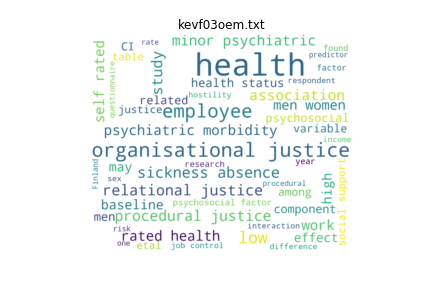 kevf03oem.txt
CI
rate
minor psychiatric
found
table
predictor
self rated
questionnaire
study
health
factor
health status
respondent
related
hostility
association
justice
employee
men women
psychosocial
psychiatric morbidity
variable
organisational justice
income
Finland
may
sickness absence
research
year
sex
relational justice
procedural
among
high
social support
baseline
psychosocial factor
component
men
procedural justice
work
risk
rated health
interaction
low
effect
one
etal
job control
difference